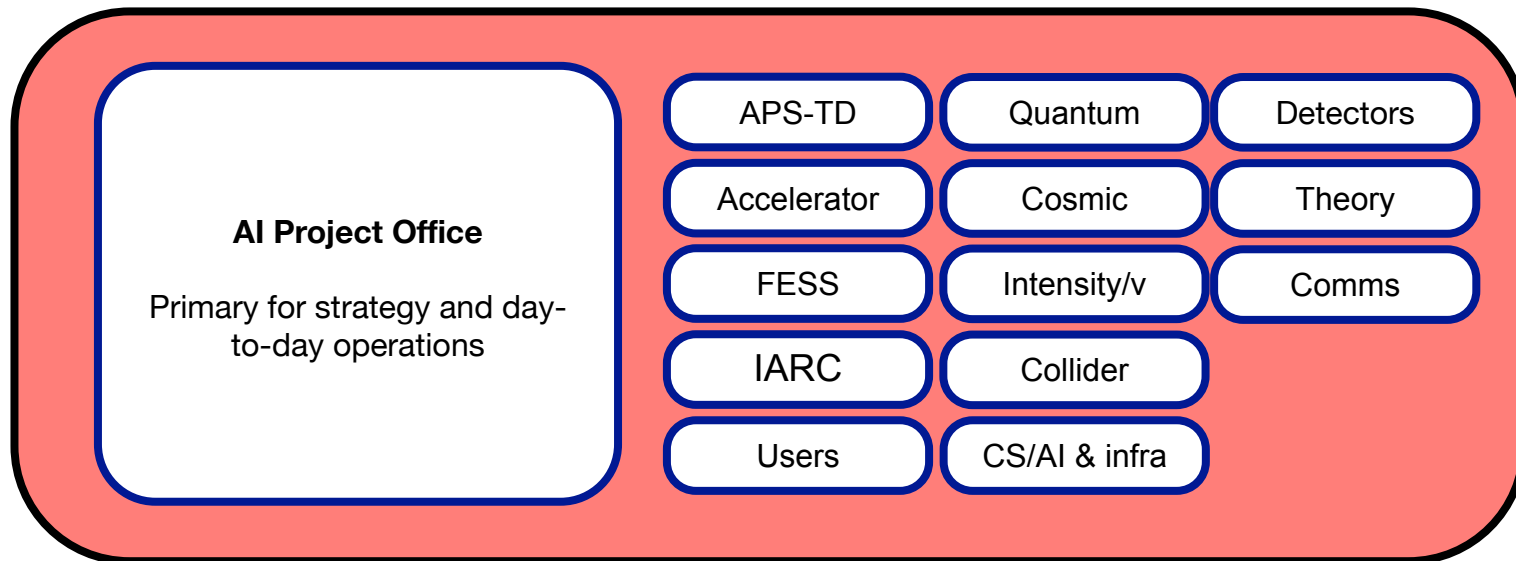 AI Project Office
Primary for strategy and day-
to-day operations
APS-TD
Quantum
Detectors
Accelerator
Cosmic
Theory
FESS
Intensity/v
Comms
IARC
Collider
Users
CS/AI & infra